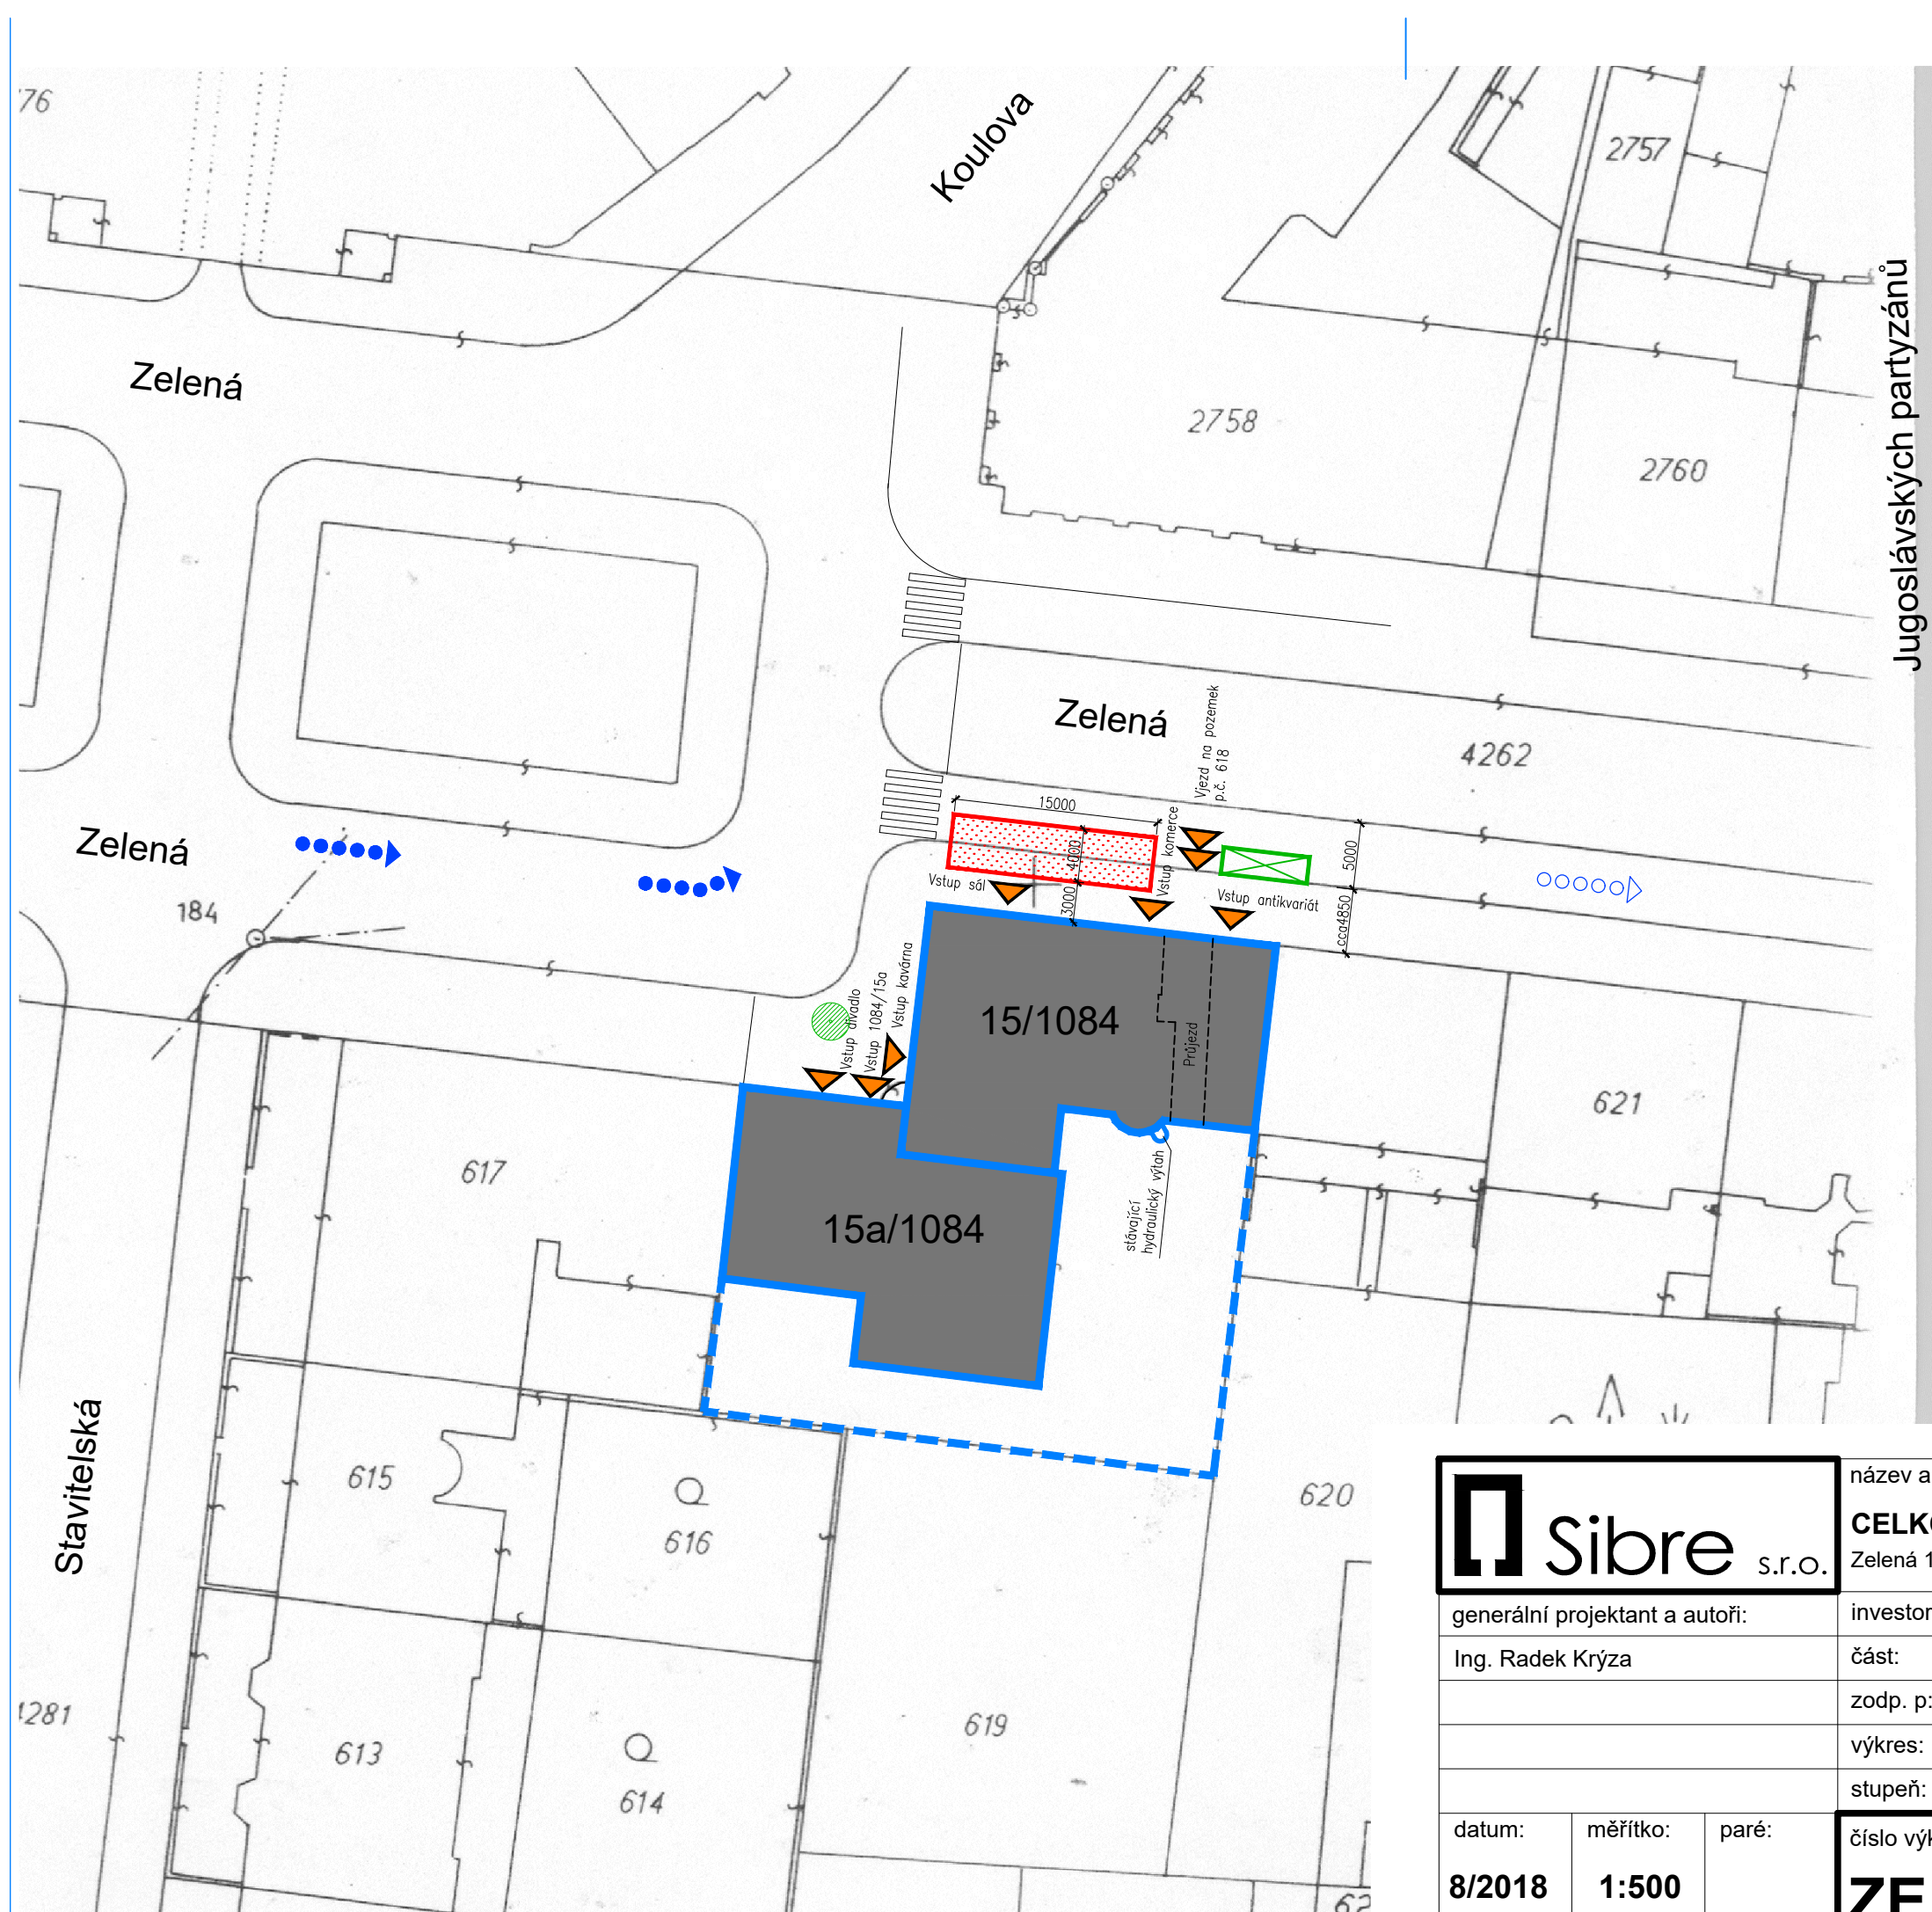 76
Koulova
2757
Zelená
2758
2760
Jugoslávských partyzánů
Zelená
4262
Vjezd na pozemek
p.č. 618
15000
4000
3000
Vstup komerce
5000
cca4850
Zelená
184
Vstup sál
Vstup antikvariát
Vstup divadlo
Vstup 1084/15a
Vstup kavárna
15/1084
Průjezd
621
617
15a/1084
stávající
hydraulický výtah
Stavitelská
615
616
620
619
613
614
Sibre s.r.o.
název a
Zelená 1
generální projektant a autoři:
investor
Ing. Radek Krýza
část:
zodp. p:
výkres:
stupeň:
datum:
měřítko:
paré:
8/2018
1:500